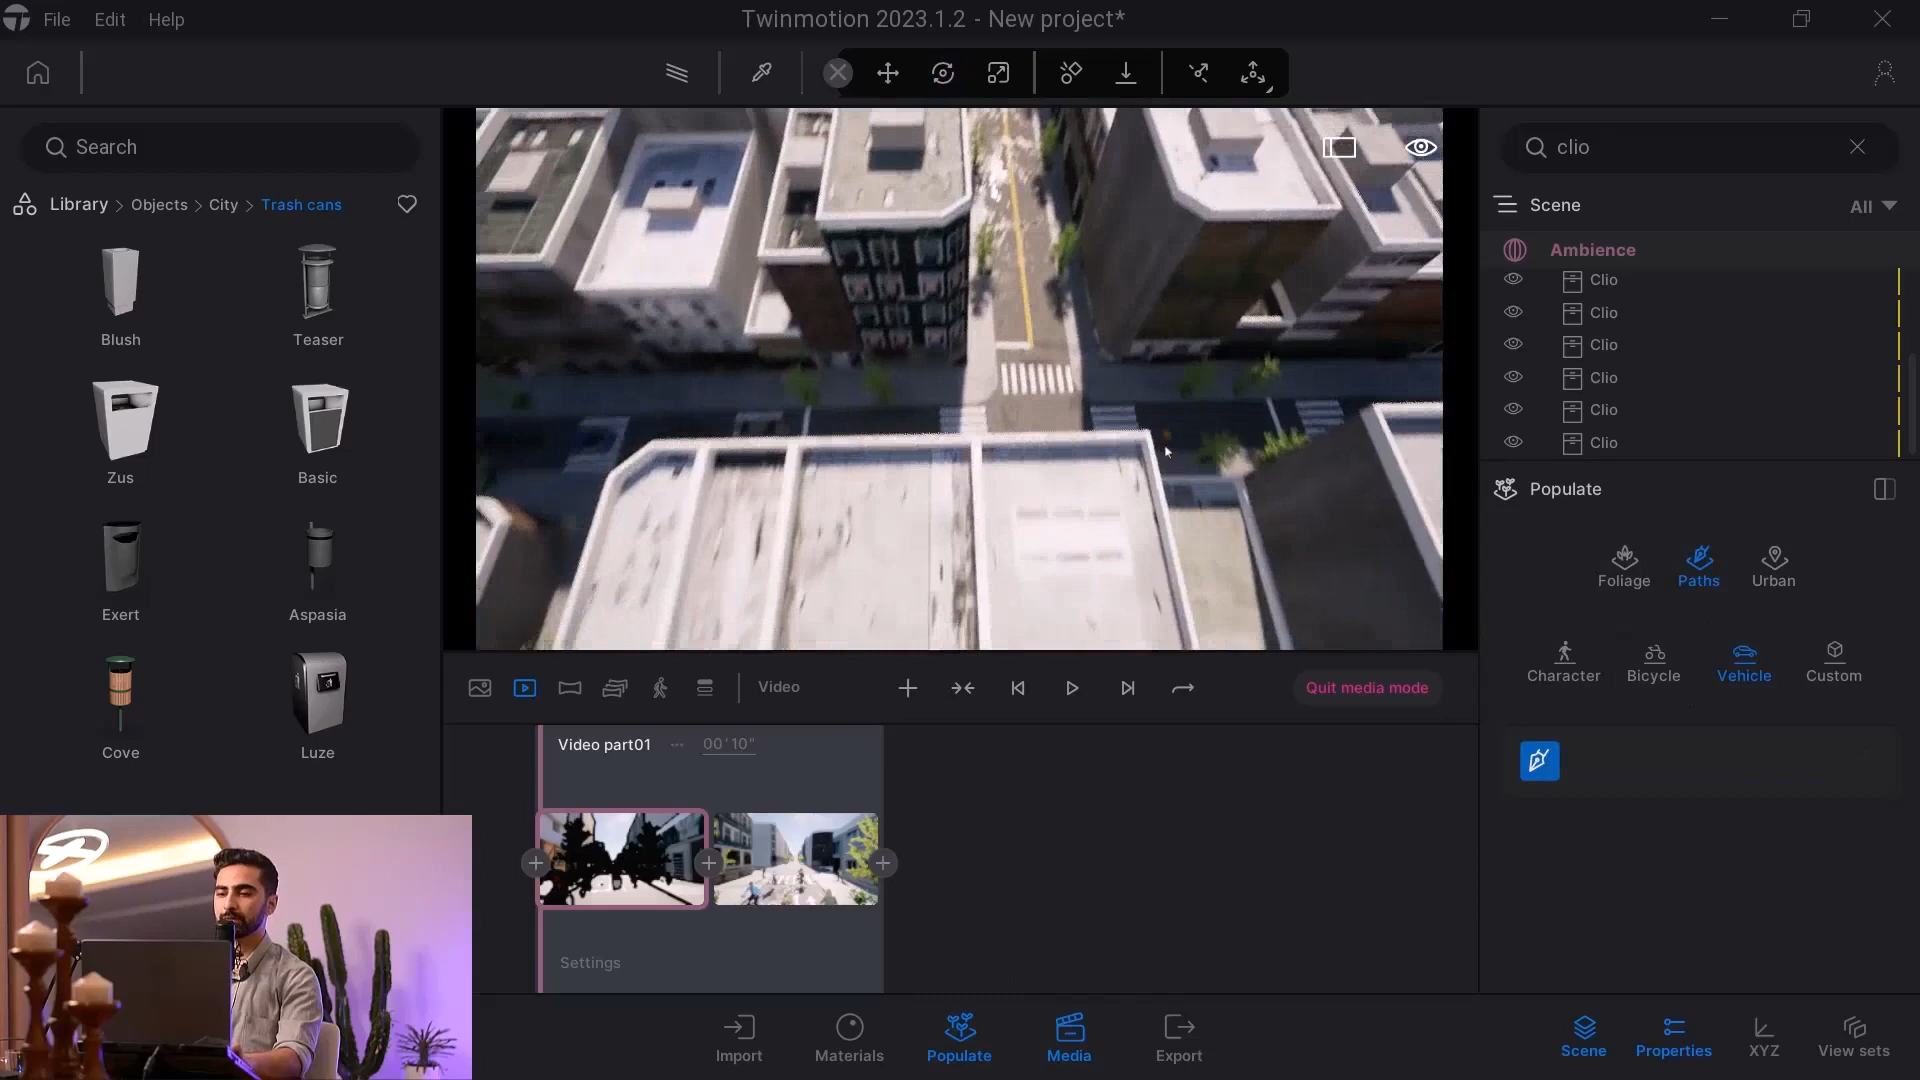 File Edit Help
Twinmotion 2023.1.2 - New project*
Search
Library > Objects > City > Trash cans
Blush
Teaser
Zus
Basic
Exert
Aspasia
Cove
Luze
clio
Scene
All
Ambience
Clio
Clio
Clio
Clio
Clio
Clio
Populate
Foliage
Paths
Urban
Character
Bicycle
Vehicle
Custom
Video
Quit media mode
Video part01 ··· 00'10"
Settings
Import
Materials
Populate
Media
Export
Scene
Properties
XYZ
View sets